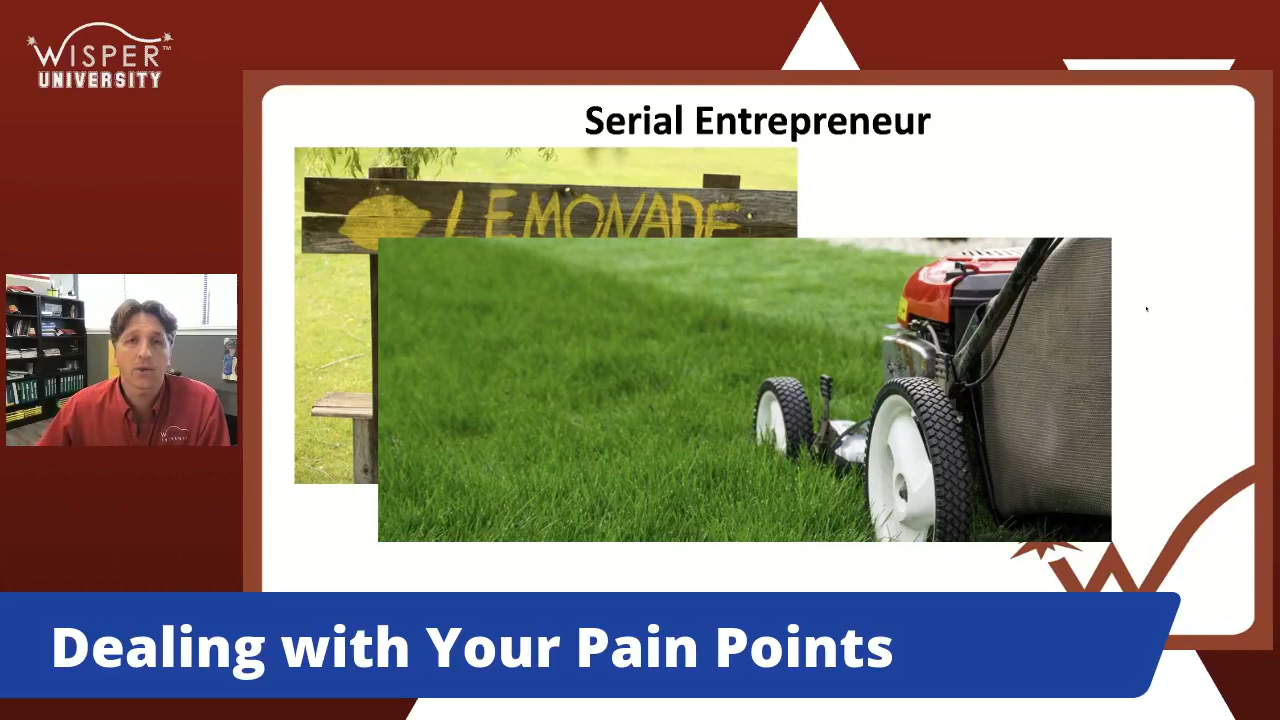 WISPER™
UNIVERSITY
Serial Entrepreneur
LEMONADE
Dealing with Your Pain Points